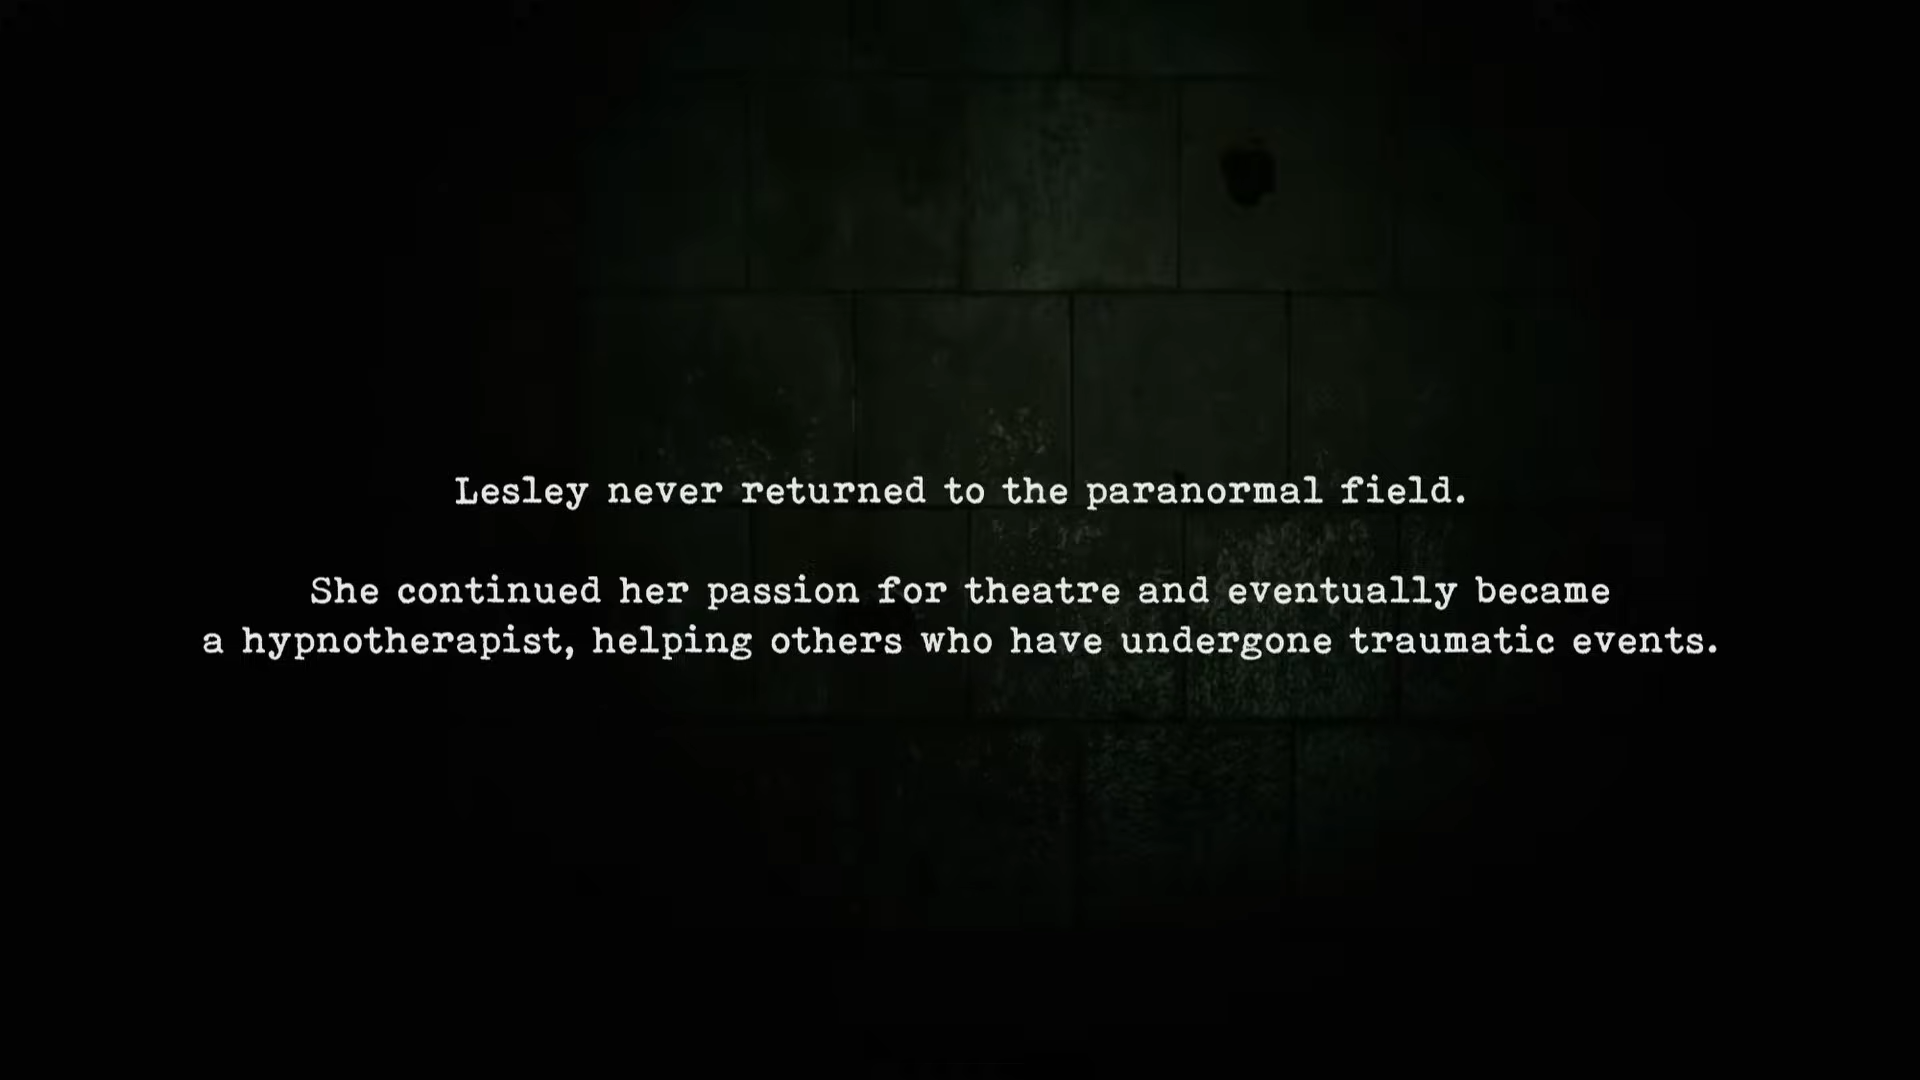 Lesley never returned to the paranormal field.
She continued her passion for theatre and eventually became
a hypnotherapist, helping others who have undergone traumatic events.